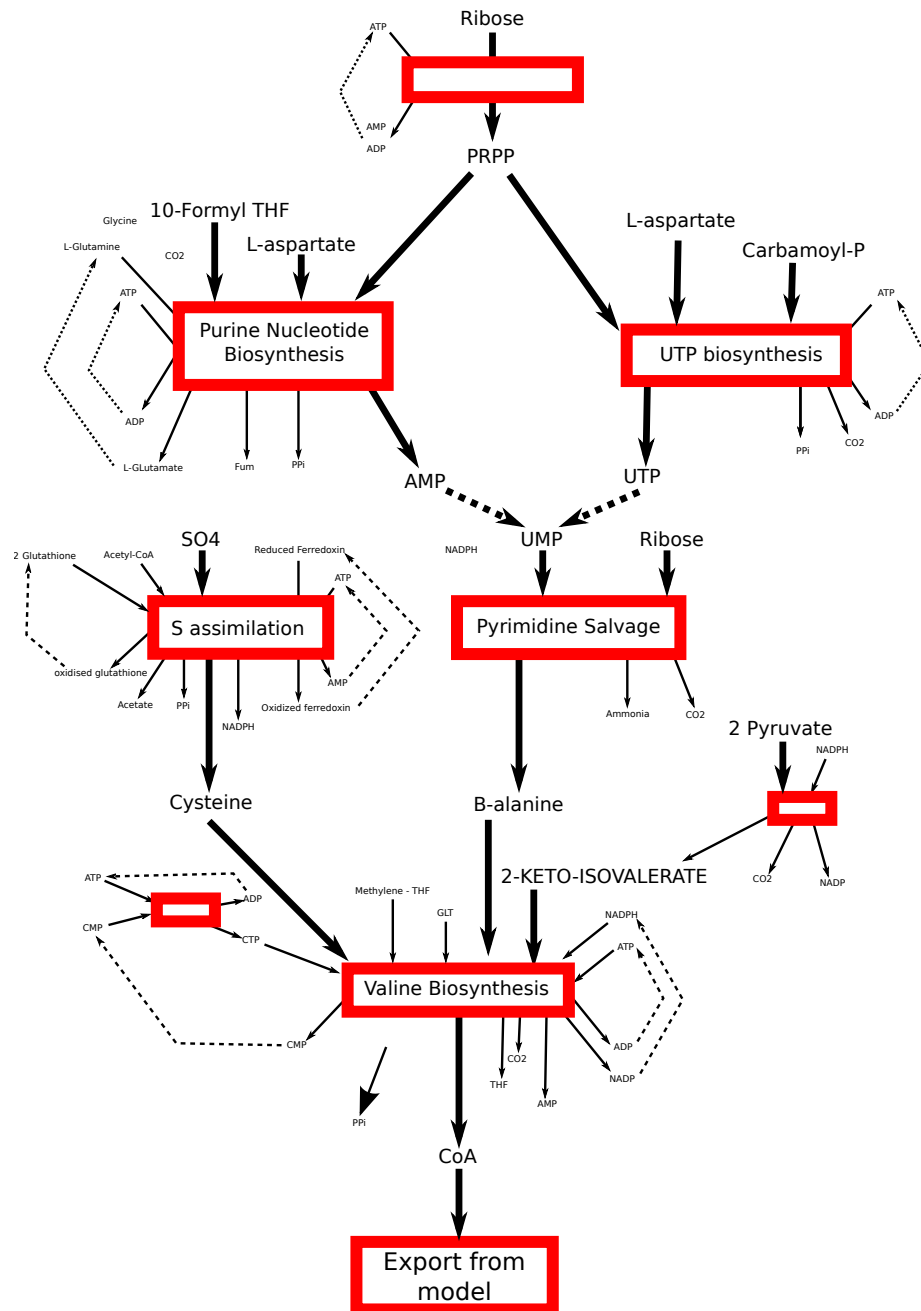 Ribose
ATP
AMP
ADP
PRPP
10-Formyl THF
Glycine
L-aspartate
L-aspartate
L-Glutamine
CO2
Carbamoyl-P
ATP
ATP
Purine Nucleotide
Biosynthesis
UTP biosynthesis
ADP
ADP
L-GLutamate
Fum
PPi
PPi
CO2
AMP
UTP
SO4
UMP
Ribose
2 Glutathione
Acetyl-CoA
Reduced Ferredoxin
NADPH
ATP
S assimilation
Pyrimidine Salvage
oxidised glutathione
AMP
Acetate
PPi
NADPH
Oxidized ferredoxin
Ammonia
CO2
2 Pyruvate
NADPH
Cysteine
B-alanine
2-KETO-ISOVALERATE
CO2
NADP
ATP
ADP
Methylene - THF
GLT
NADPH
CMP
CTP
ATP
Valine Biosynthesis
CMP
ADP
CO2
THF
NADP
AMP
PPi
CoA
Export from
model